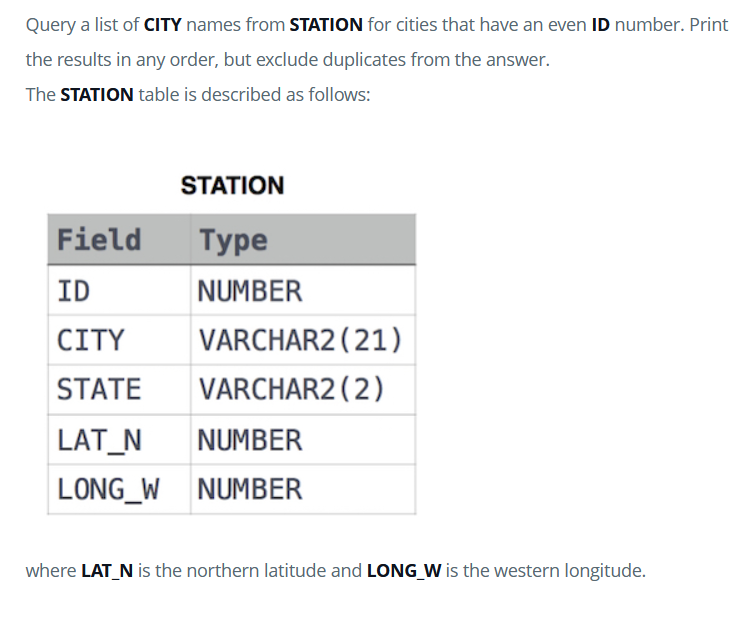 Query a list of CITY names from STATION for cities that have an even ID number. Print
the results in any order, but exclude duplicates from the answer.
The STATION table is described as follows:
STATION
Field Type
ID NUMBER
CITY VARCHAR2(21)
STATE VARCHAR2(2)
LAT_N NUMBER
LONG_W NUMBER
where LAT_N is the northern latitude and LONG_W is the western longitude.